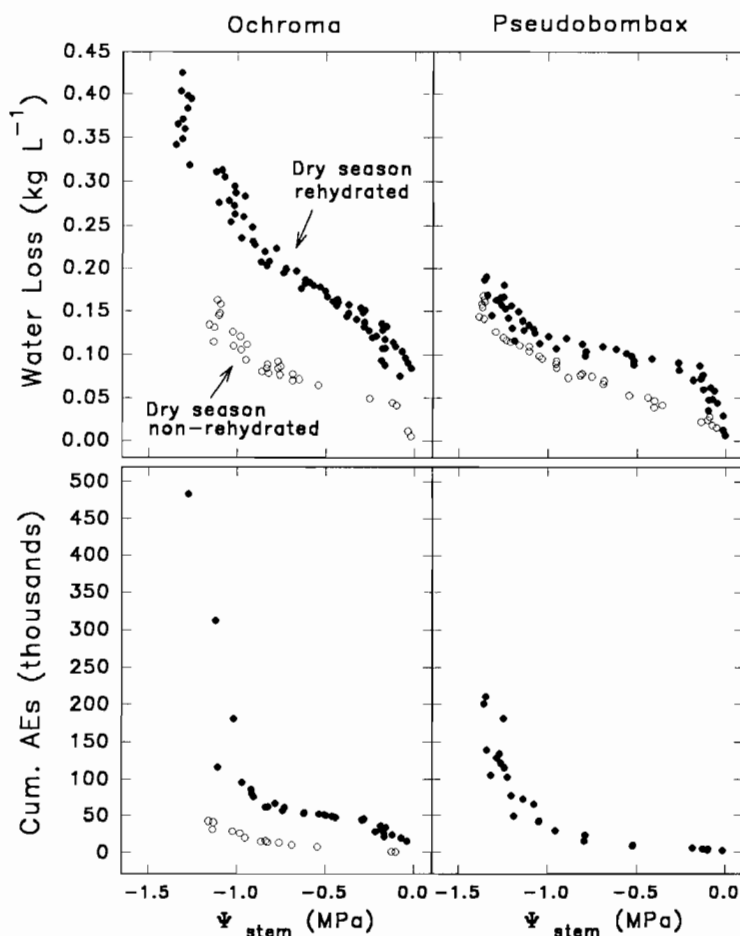 Ochroma
Pseudobombax
Water Loss (kg L⁻¹)
0.45
0.40
0.35
0.30
0.25
0.20
0.15
0.10
0.05
0.00
Dry season
rehydrated
Dry season
non-rehydrated
Cum. AEs (thousands)
500
450
400
350
300
250
200
150
100
50
0
-1.5
-1.0
-0.5
0.0
-1.5
-1.0
-0.5
0.0
Ψ stem (MPa)
Ψ stem (MPa)